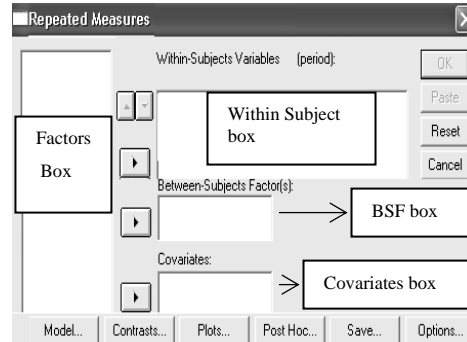 Repeated Measures
Within-Subjects Variables (period):
OK
Paste
Reset
Cancel
Factors
Box
Within Subject
box
Between-Subjects Factor(s):
BSF box
Covariates:
Covariates box
Model... Contrasts... Plots... Post Hoc... Save... Options...